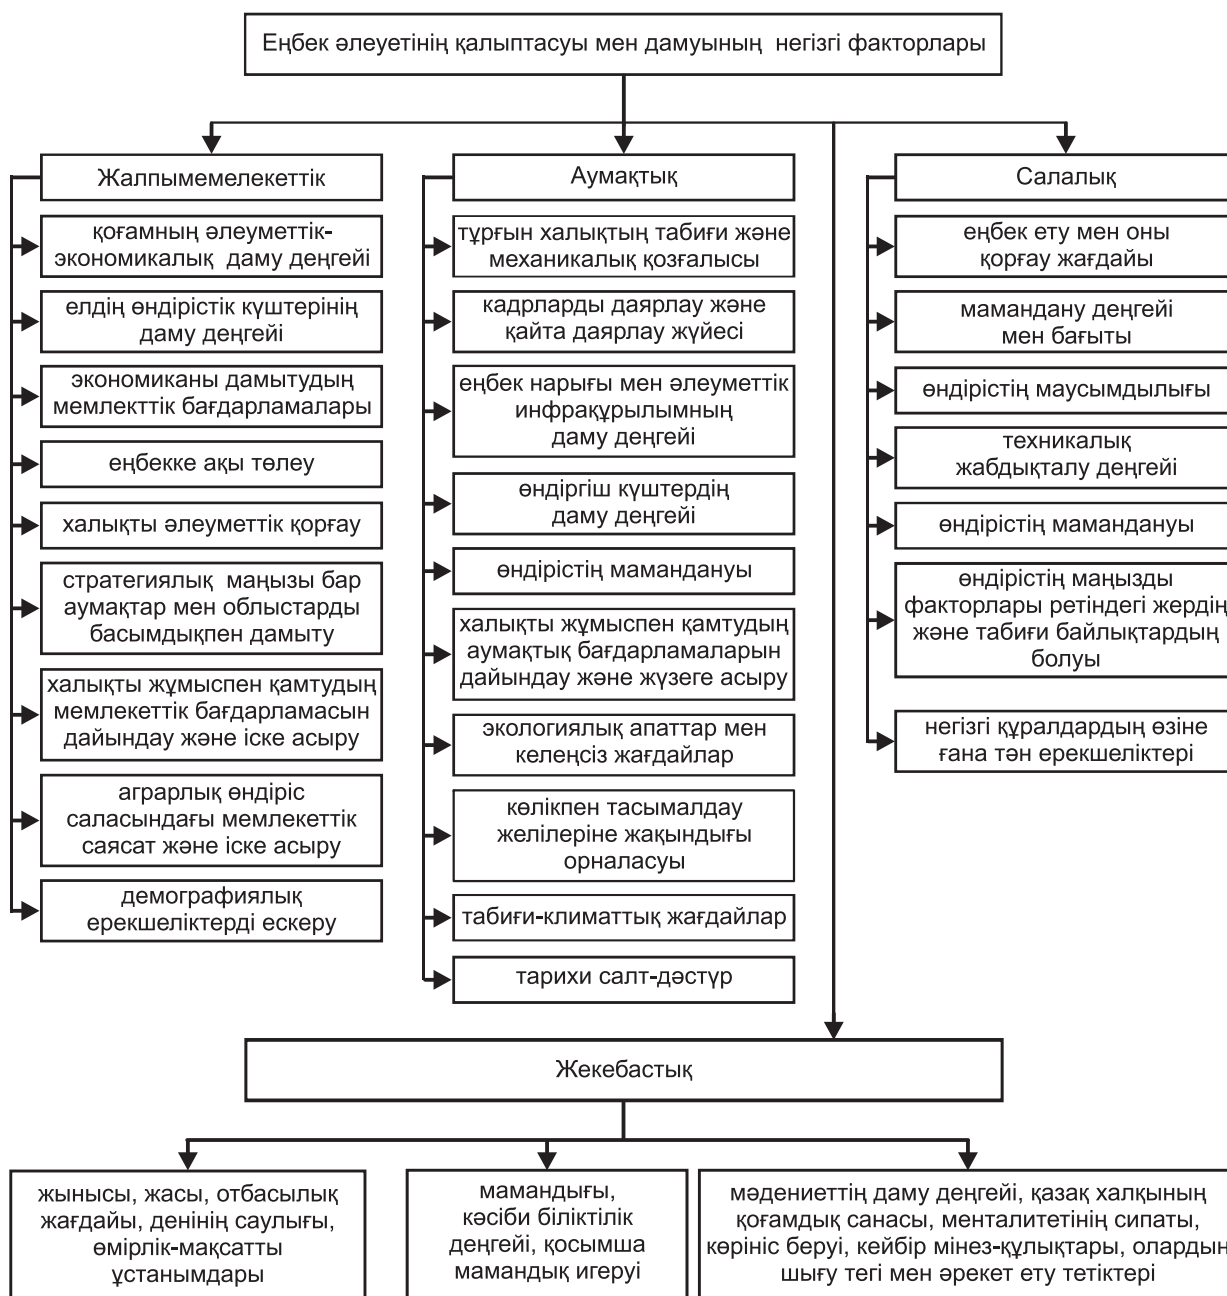 Еңбек әлеуетінің қалыптасуы мен дамуының негізгі факторлары
Жалпымемелекеттік
қоғамның әлеуметтік-
экономикалық даму деңгейі
елдің өндірістік күштерінің
даму деңгейі
экономиканы дамытудың
мемлекттік бағдарламалары
еңбекке ақы төлеу
халықты әлеуметтік қорғау
стратегиялық маңызы бар
аумақтар мен облыстарды
басымдықпен дамыту
халықты жұмыспен қамтудың
мемлекеттік бағдарламасын
дайындау және іске асыру
аграрлық өндіріс
саласындағы мемлекеттік
саясат және іске асыру
демографиялық
ерекшеліктерді ескеру
Аумақтық
тұрғын халықтың табиғи және
механикалық қозғалысы
кадрларды даярлау және
қайта даярлау жүйесі
еңбек нарығы мен әлеуметтік
инфрақұрылымның
даму деңгейі
өндіргіш күштердің
даму деңгейі
өндірістің мамандануы
халықты жұмыспен қамтудың
аумақтық бағдарламаларын
дайындау және жүзеге асыру
экологиялық апаттар мен
келеңсіз жағдайлар
көлікпен тасымалдау
желілеріне жақындығы
орналасуы
табиғи-климаттық жағдайлар
тарихи салт-дәстүр
Салалық
еңбек ету мен оны
қорғау жағдайы
мамандану деңгейі
мен бағыты
өндірістің маусымдылығы
техникалық
жабдықталу деңгейі
өндірістің мамандануы
өндірістің маңызды
факторлары ретіндегі жердің
және табиғи байлықтардың
болуы
негізгі құралдардың өзіне
ғана тән ерекшеліктері
Жекебастық
жынысы, жасы, отбасылық
жағдайы, денінің саулығы,
өмірлік-мақсатты
ұстанымдары
мамандығы,
кәсіби біліктілік
деңгейі, қосымша
мамандық игеруі
мәдениеттің даму деңгейі, қазақ халқының
қоғамдық санасы, менталитетінің сипаты,
көрініс беруі, кейбір мінез-құлықтары, олардың
шығу тегі мен әрекет ету тетіктері